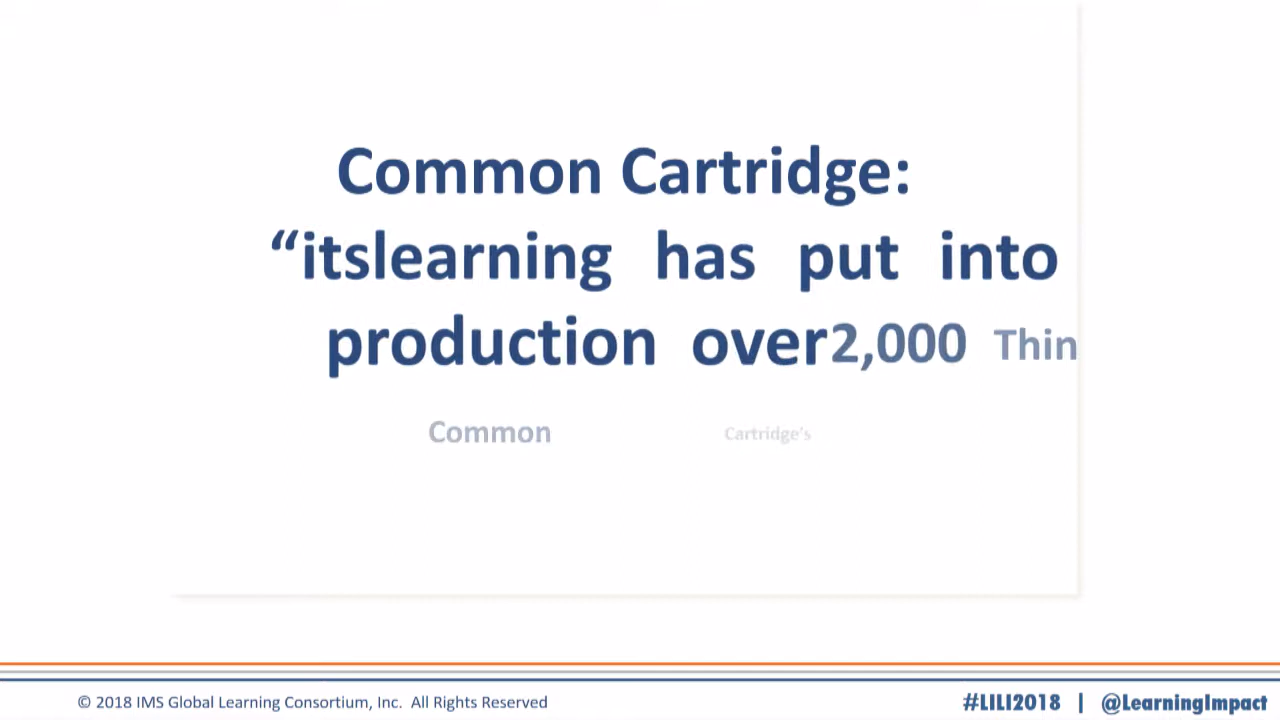 Common Cartridge:
“itslearning has put into
production over 2,000 Thin
Common Cartridge’s
© 2018 IMS Global Learning Consortium, Inc. All Rights Reserved
#LILI2018 | @LearningImpact